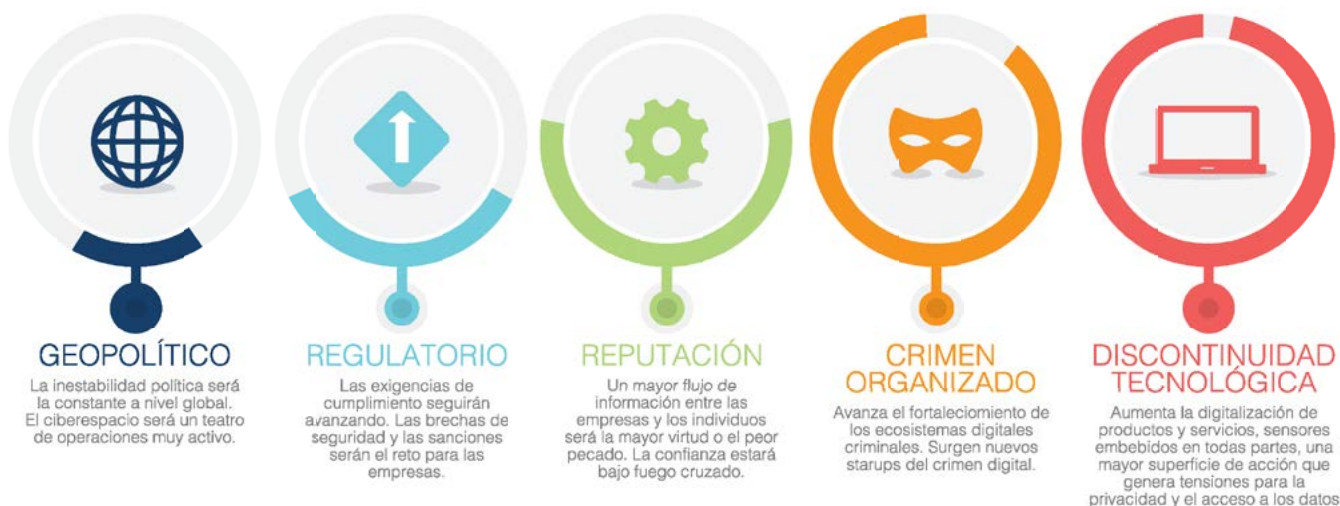 GEOPOLÍTICO
La inestabilidad política será
la constante a nivel global.
El ciberespacio será un teatro
de operaciones muy activo.
REGULATORIO
Las exigencias de
cumplimiento seguirán
avanzando. Las brechas de
seguridad y las sanciones
serán el reto para las
empresas.
REPUTACIÓN
Un mayor flujo de
información entre las
empresas y los individuos
será la mayor virtud o el peor
pecado. La confianza estará
bajo fuego cruzado.
CRIMEN
ORGANIZADO
Avanza el fortaleciomiento de
los ecosistemas digitales
criminales. Surgen nuevos
startups del crimen digital.
DISCONTINUIDAD
TECNOLÓGICA
Aumenta la digitalización de
productos y servicios, sensores
embebidos en todas partes, una
mayor superficie de acción que
genera tensiones para la
privacidad y el acceso a los datos